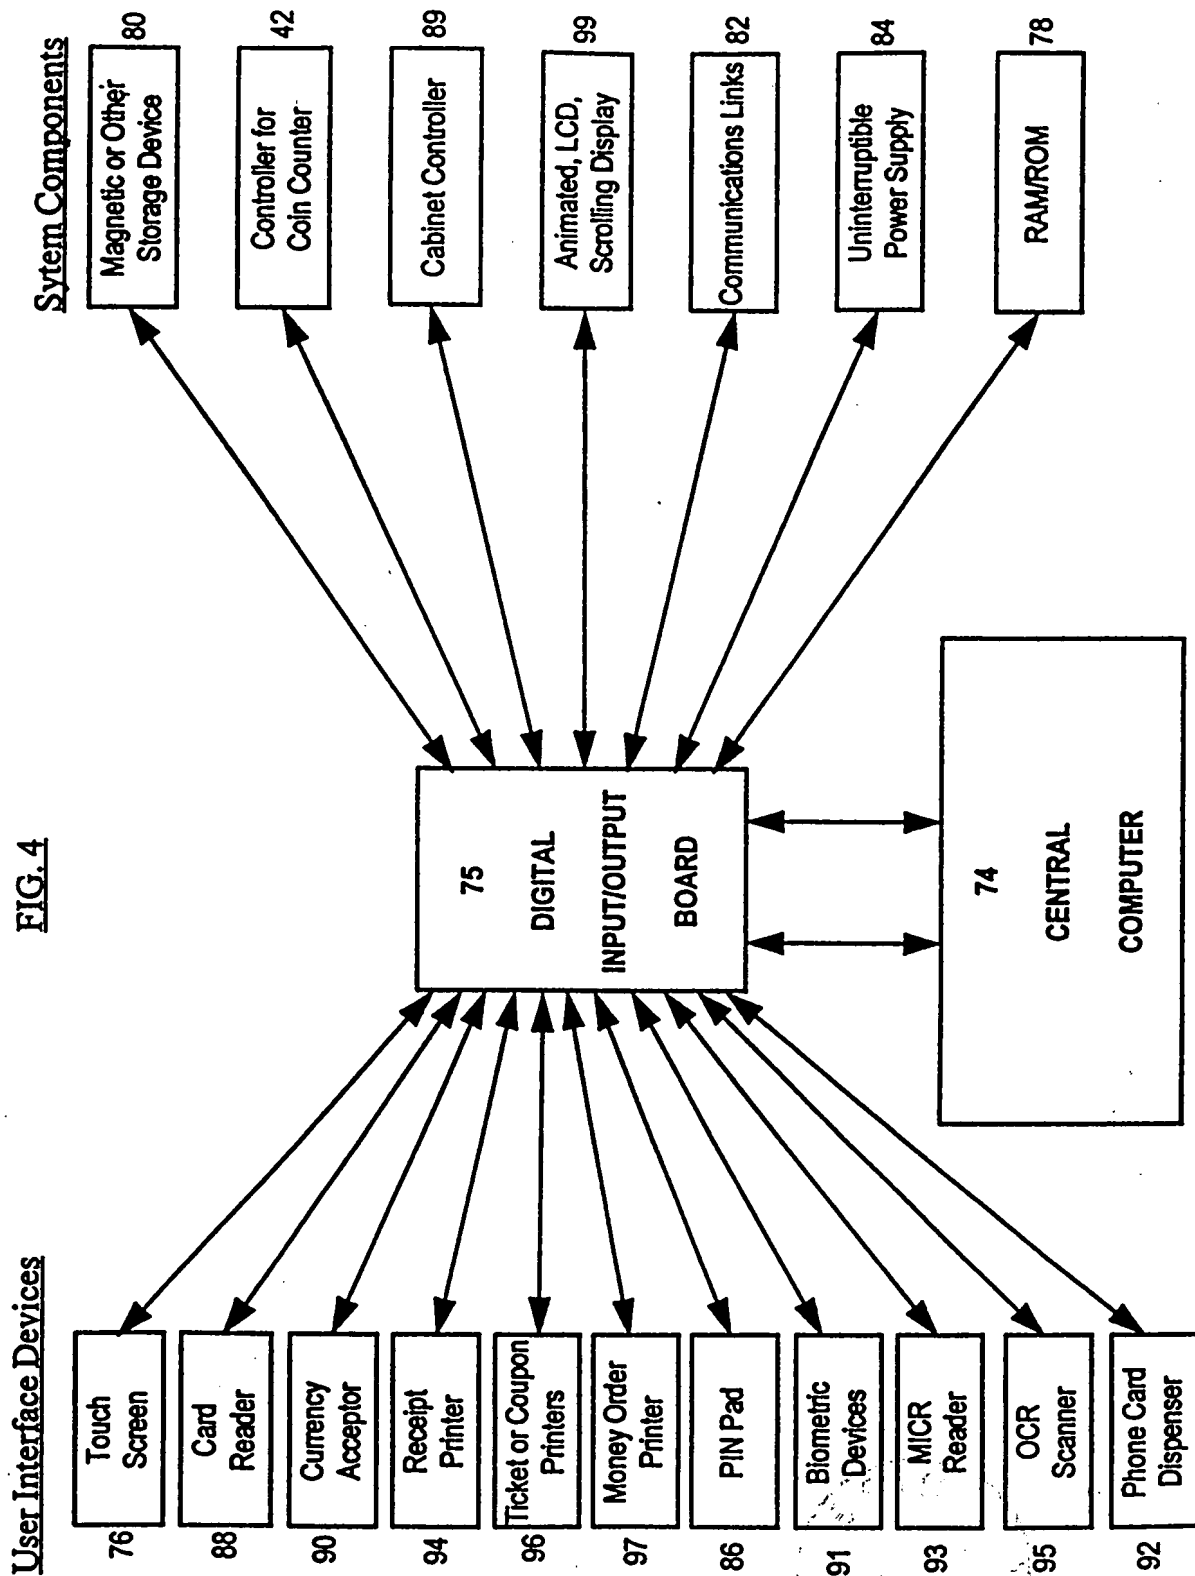 FIG. 4
User Interface Devices
76
Touch
Screen
88
Card
Reader
90
Currency
Acceptor
94
Receipt
Printer
96
Ticket or Coupon
Printers
97
Money Order
Printer
86
PIN Pad
91
Biometric
Devices
93
MICR
Reader
95
OCR
Scanner
92
Phone Card
Dispenser
75
DIGITAL
INPUT/OUTPUT
BOARD
74
CENTRAL
COMPUTER
Sytem Components
Magnetic or Other
Storage Device
80
Controller for
Coin Counter
42
Cabinet Controller
89
Animated, LCD,
Scrolling Display
99
Communications Links
82
Uninterruptible
Power Supply
84
RAM/ROM
78